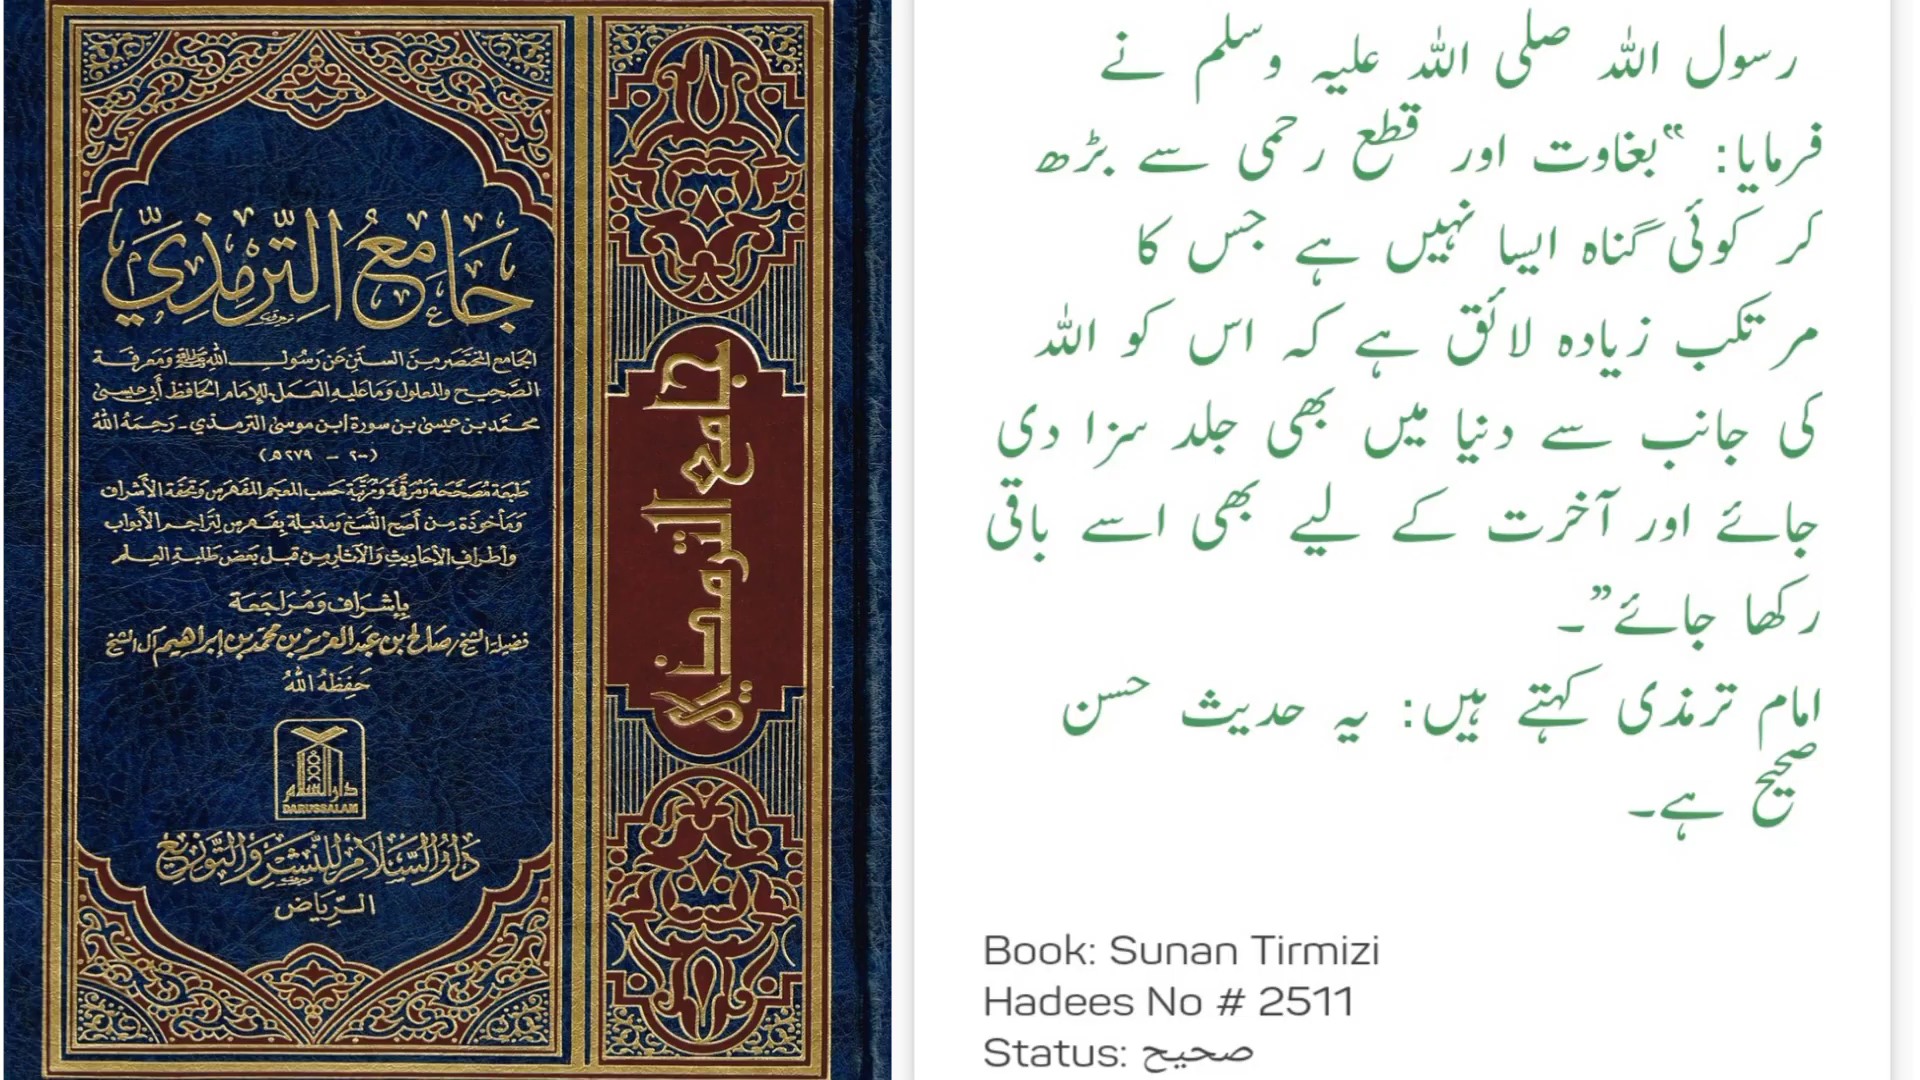 جَامِعُ التِّرمِذِيِّ
الجامع المختصر من السنن عن رسول الله ﷺ ومعرفة
الصحيح والمعلول وما عليه العمل للإمام الحافظ أبي عيسى
محمد بن عيسى بن سورة ابن موسى الترمذي - رحمه الله
(٢٠٠ - ٢٧٩ھ)
طبعة مصححة ومرقمة ومرتبة حسب المعجم المفهرس وتحفة الأشراف
ومأخوذة من أصح النسخ ومذيلة بفهرس لتراجم الأبواب
وأطراف الأحاديث والآثار من قبل بعض طلبة العلم
بإشراف ومراجعة
فضيلة الشيخ / صالح بن عبد العزيز بن محمد بن إبراهيم آل الشيخ
حفظه الله
دار السلام
DARUSSALAM
دار السلام للنشر والتوزيع
الرياض
جامع الترمذي
رسول اللہ صلی اللہ علیہ وسلم نے
فرمایا: “بغاوت اور قطع رحمی سے بڑھ
کر کوئی گناہ ایسا نہیں ہے جس کا
مرتکب زیادہ لائق ہے کہ اس کو اللہ
کی جانب سے دنیا میں بھی جلد سزا دی
جائے اور آخرت کے لیے بھی اسے باقی
رکھا جائے”۔
امام ترمذی کہتے ہیں: یہ حدیث حسن
صحیح ہے۔
Book: Sunan Tirmizi
Hadees No # 2511
Status: صحیح